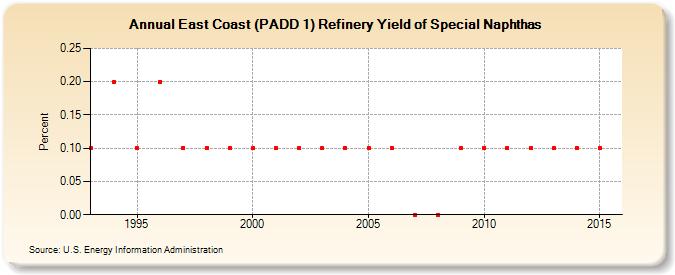 Annual East Coast (PADD 1) Refinery Yield of Special Naphthas
Percent
0.25
0.20
0.15
0.10
0.05
0.00
1995 2000 2005 2010 2015
Source: U.S. Energy Information Administration